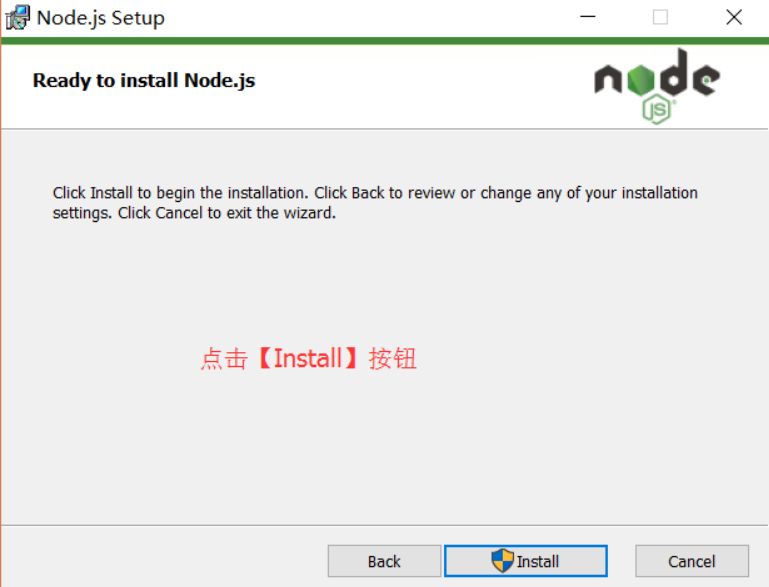 Node.js Setup
Ready to install Node.js
node
JS
Click Install to begin the installation. Click Back to review or change any of your installation
settings. Click Cancel to exit the wizard.
点击【Install】按钮
Back
Install
Cancel